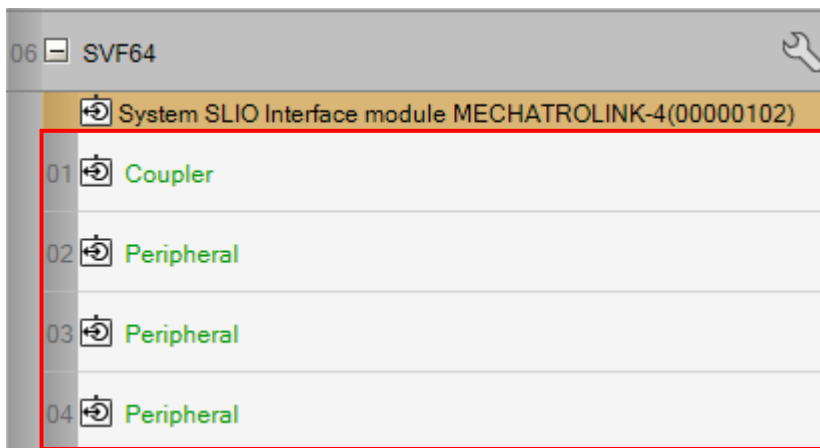 06 SVF64
System SLIO Interface module MECHATROLINK-4(00000102)
01 Coupler
02 Peripheral
03 Peripheral
04 Peripheral